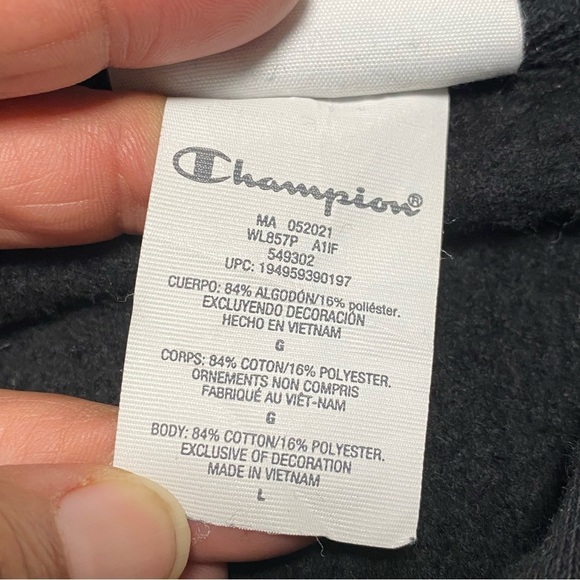 Champion®
MA 052021
WL857P A1IF
549302
UPC: 194959390197
CUERPO: 84% ALGODÓN/16% poliéster.
EXCLUYENDO DECORACIÓN
HECHO EN VIETNAM
G
CORPS: 84% COTON/16% POLYESTER.
ORNEMENTS NON COMPRIS
FABRIQUÉ AU VIÊT-NAM
G
BODY: 84% COTTON/16% POLYESTER.
EXCLUSIVE OF DECORATION
MADE IN VIETNAM
L